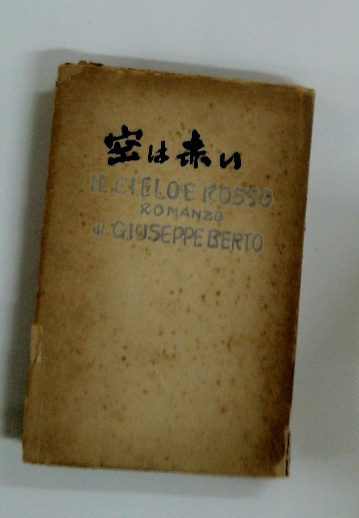 空は赤い
IL CIELO E ROSSO
ROMANZO
di GIUSEPPE BERTO